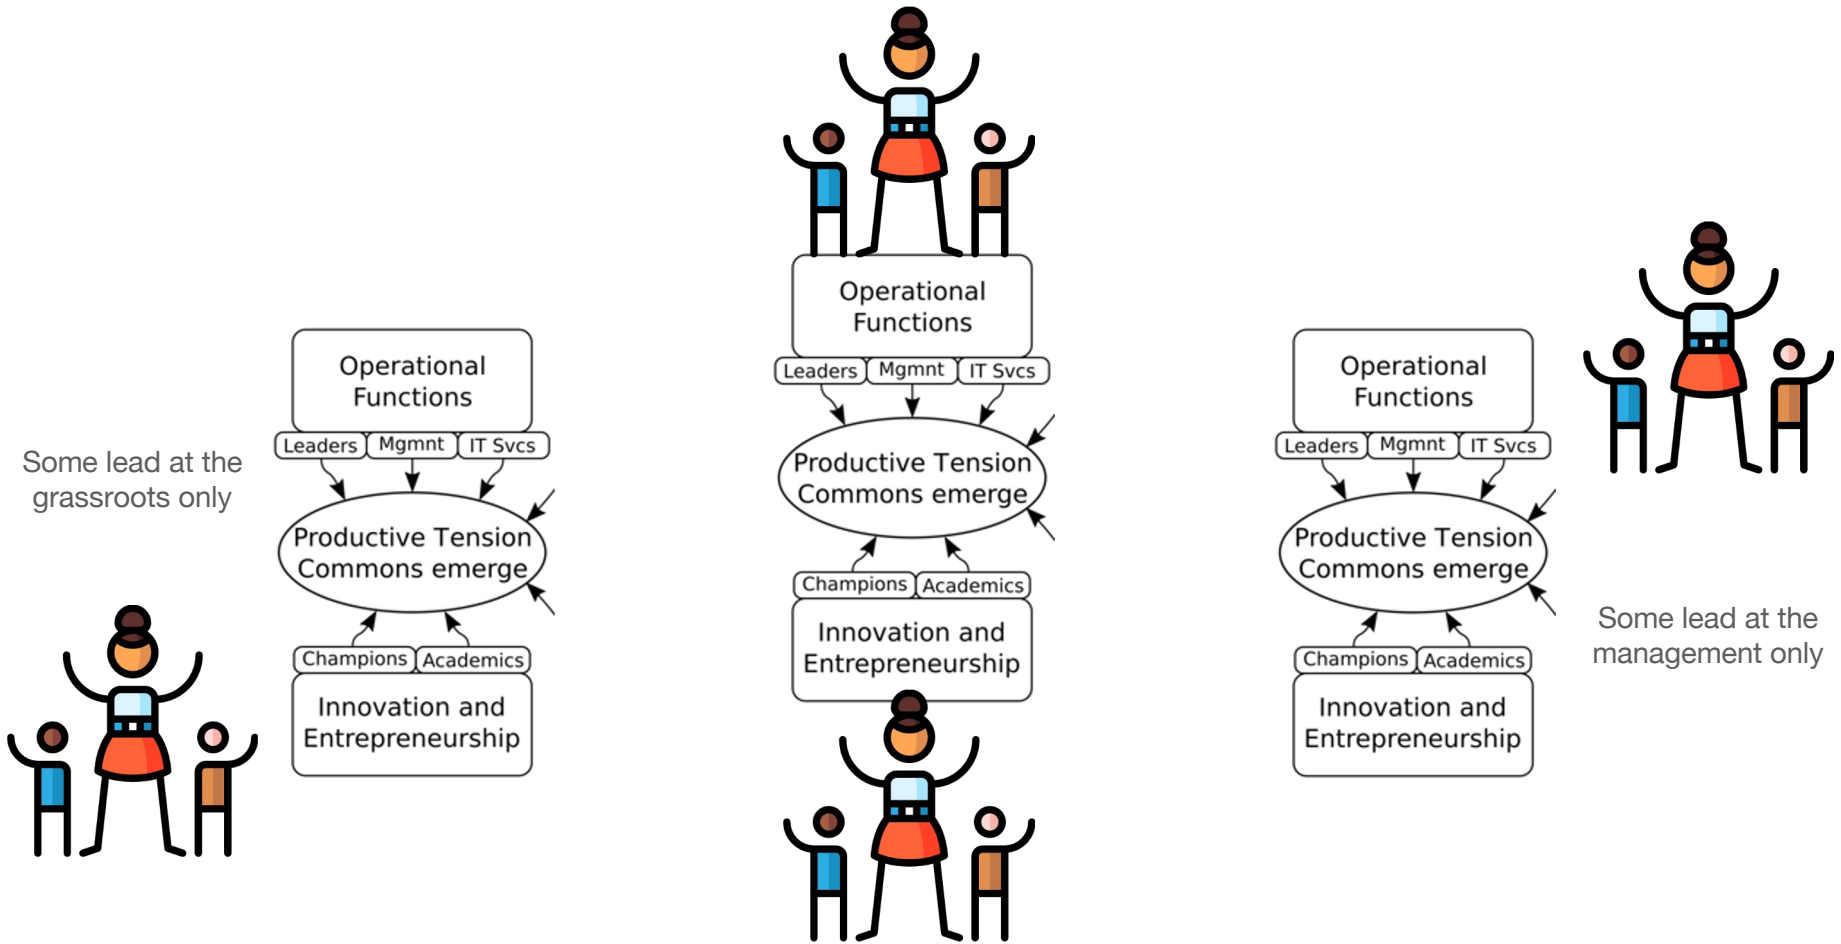 Some lead at the
grassroots only
Operational
Functions
Leaders
Mgmnt
IT Svcs
Productive Tension
Commons emerge
Champions
Academics
Innovation and
Entrepreneurship
Operational
Functions
Leaders
Mgmnt
IT Svcs
Productive Tension
Commons emerge
Champions
Academics
Innovation and
Entrepreneurship
Operational
Functions
Leaders
Mgmnt
IT Svcs
Productive Tension
Commons emerge
Champions
Academics
Innovation and
Entrepreneurship
Some lead at the
management only